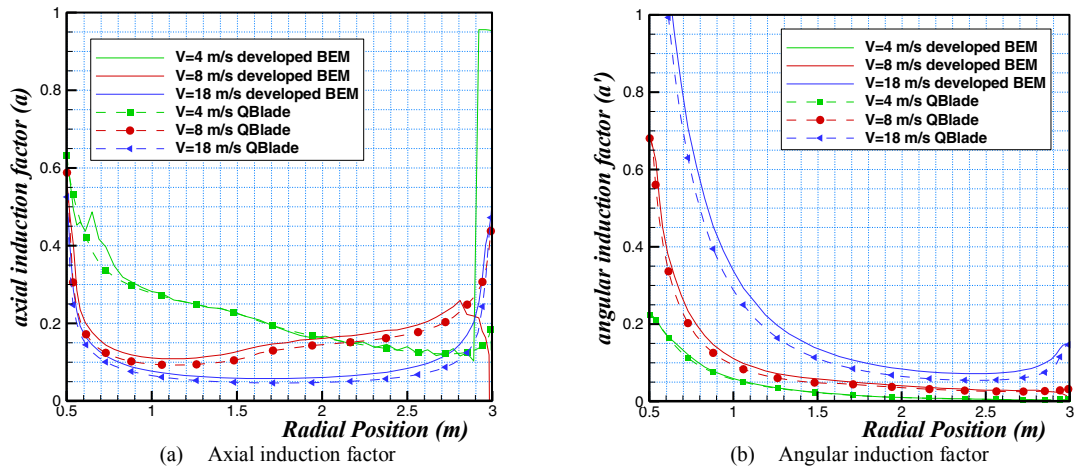 axial induction factor (a)
1
0.8
0.6
0.4
0.2
0
V=4 m/s developed BEM
V=8 m/s developed BEM
V=18 m/s developed BEM
V=4 m/s QBlade
V=8 m/s QBlade
V=18 m/s QBlade
0.5 1 1.5 2 2.5 3
Radial Position (m)
(a) Axial induction factor
angular induction factor (a')
1
0.8
0.6
0.4
0.2
0
V=4 m/s developed BEM
V=8 m/s developed BEM
V=18 m/s developed BEM
V=4 m/s QBlade
V=8 m/s QBlade
V=18 m/s QBlade
0.5 1 1.5 2 2.5 3
Radial Position (m)
(b) Angular induction factor